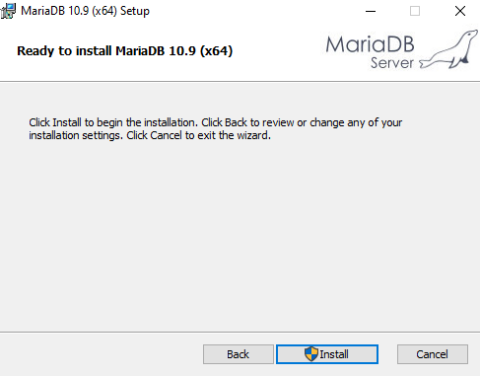 MariaDB 10.9 (x64) Setup
Ready to install MariaDB 10.9 (x64)
MariaDB
Server
Click Install to begin the installation. Click Back to review or change any of your
installation settings. Click Cancel to exit the wizard.
Back
Install
Cancel